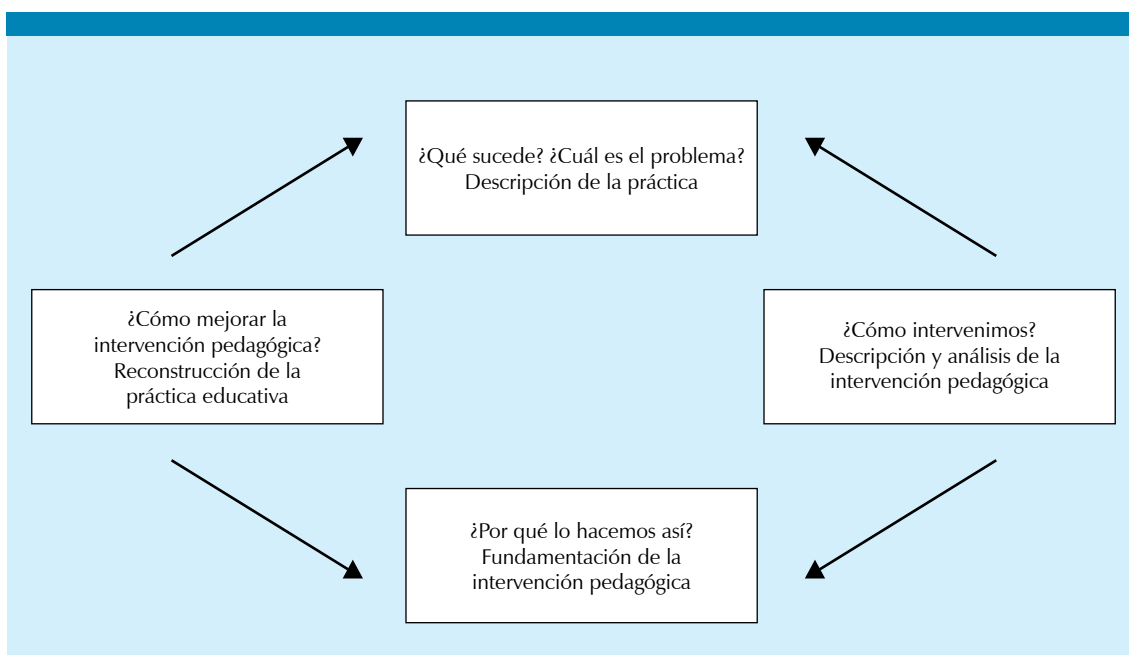 ¿Qué sucede? ¿Cuál es el problema?
Descripción de la práctica
¿Cómo mejorar la
intervención pedagógica?
Reconstrucción de la
práctica educativa
¿Cómo intervenimos?
Descripción y análisis de la
intervención pedagógica
¿Por qué lo hacemos así?
Fundamentación de la
intervención pedagógica